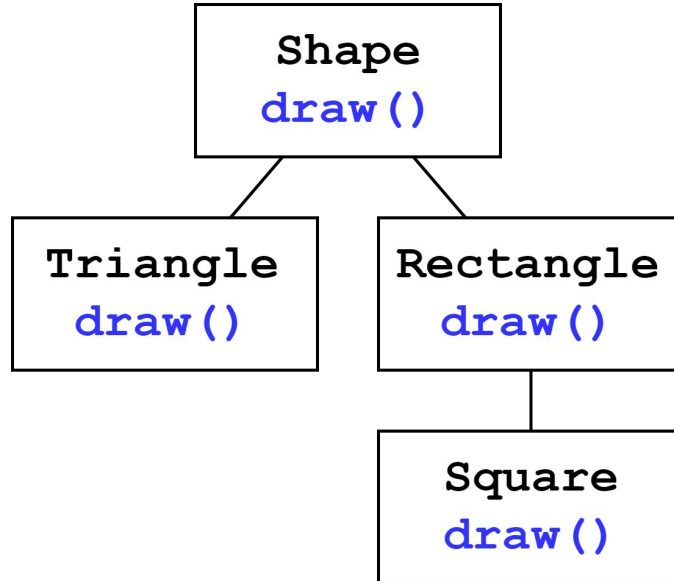 Shape
draw()
Triangle
draw()
Rectangle
draw()
Square
draw()